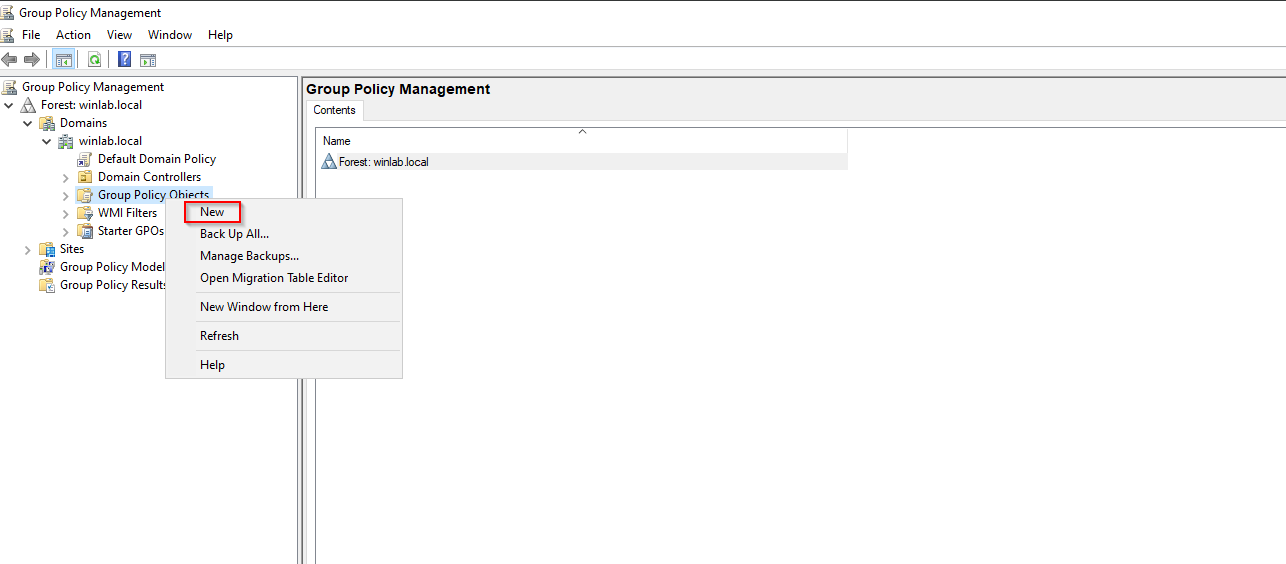 Group Policy Management
File Action View Window Help
Group Policy Management
Forest: winlab.local
Domains
winlab.local
Default Domain Policy
Domain Controllers
Group Policy Objects
WMI Filters
Starter GPOs
Sites
Group Policy Model
Group Policy Results
New
Back Up All...
Manage Backups...
Open Migration Table Editor
New Window from Here
Refresh
Help
Group Policy Management
Contents
Name
Forest: winlab.local